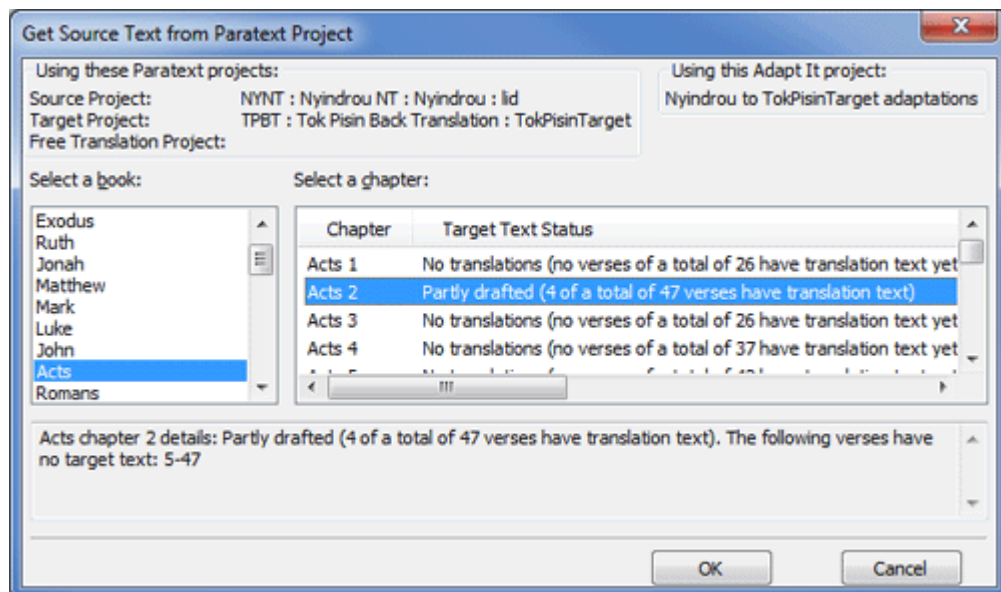 Get Source Text from Paratext Project
Using these Paratext projects:
Source Project: NYNT : Nyindrou NT : Nyindrou : lid
Target Project: TPBT : Tok Pisin Back Translation : TokPisinTarget
Free Translation Project:
Using this Adapt It project:
Nyindrou to TokPisinTarget adaptations
Select a book:
Exodus
Ruth
Jonah
Matthew
Mark
Luke
John
Acts
Romans
Select a chapter:
Chapter Target Text Status
Acts 1 No translations (no verses of a total of 26 have translation text yet
Acts 2 Partly drafted (4 of a total of 47 verses have translation text)
Acts 3 No translations (no verses of a total of 26 have translation text yet
Acts 4 No translations (no verses of a total of 37 have translation text yet
Acts chapter 2 details: Partly drafted (4 of a total of 47 verses have translation text). The following verses have
no target text: 5-47
OK
Cancel